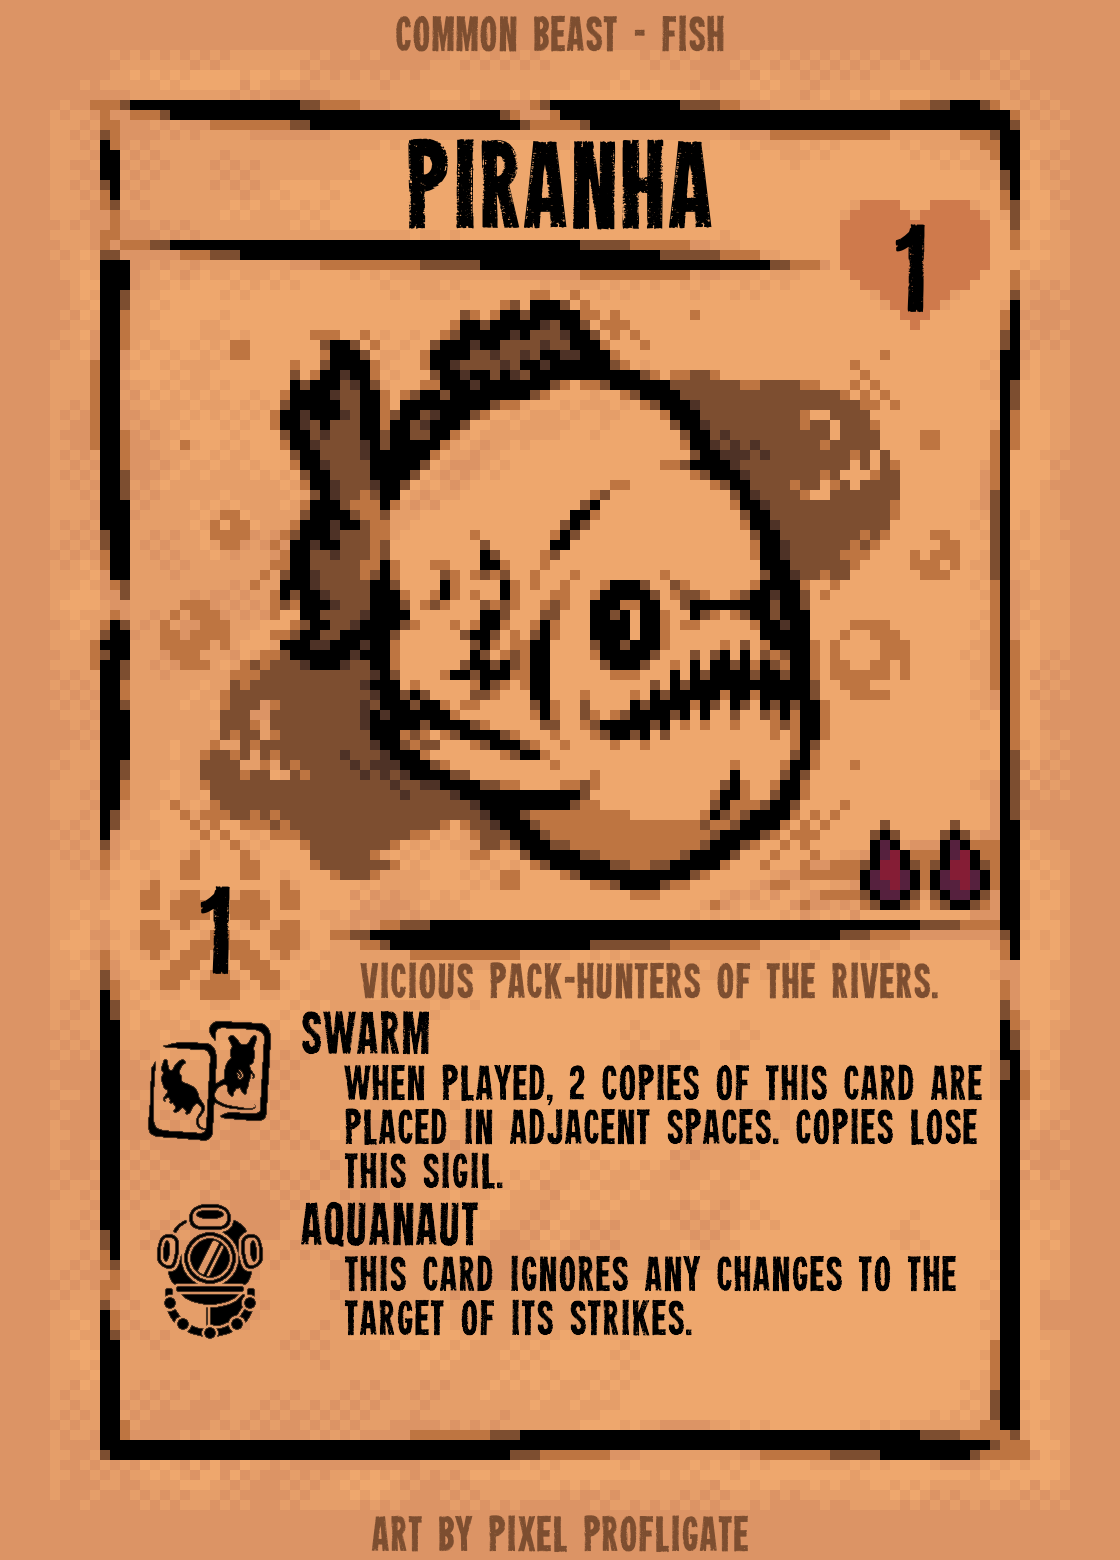 COMMON BEAST - FISH
PIRANHA
1
1
VICIOUS PACK-HUNTERS OF THE RIVERS.
SWARM
WHEN PLAYED, 2 COPIES OF THIS CARD ARE
PLACED IN ADJACENT SPACES. COPIES LOSE
THIS SIGIL.
AQUANAUT
THIS CARD IGNORES ANY CHANGES TO THE
TARGET OF ITS STRIKES.
ART BY PIXEL PROFLIGATE